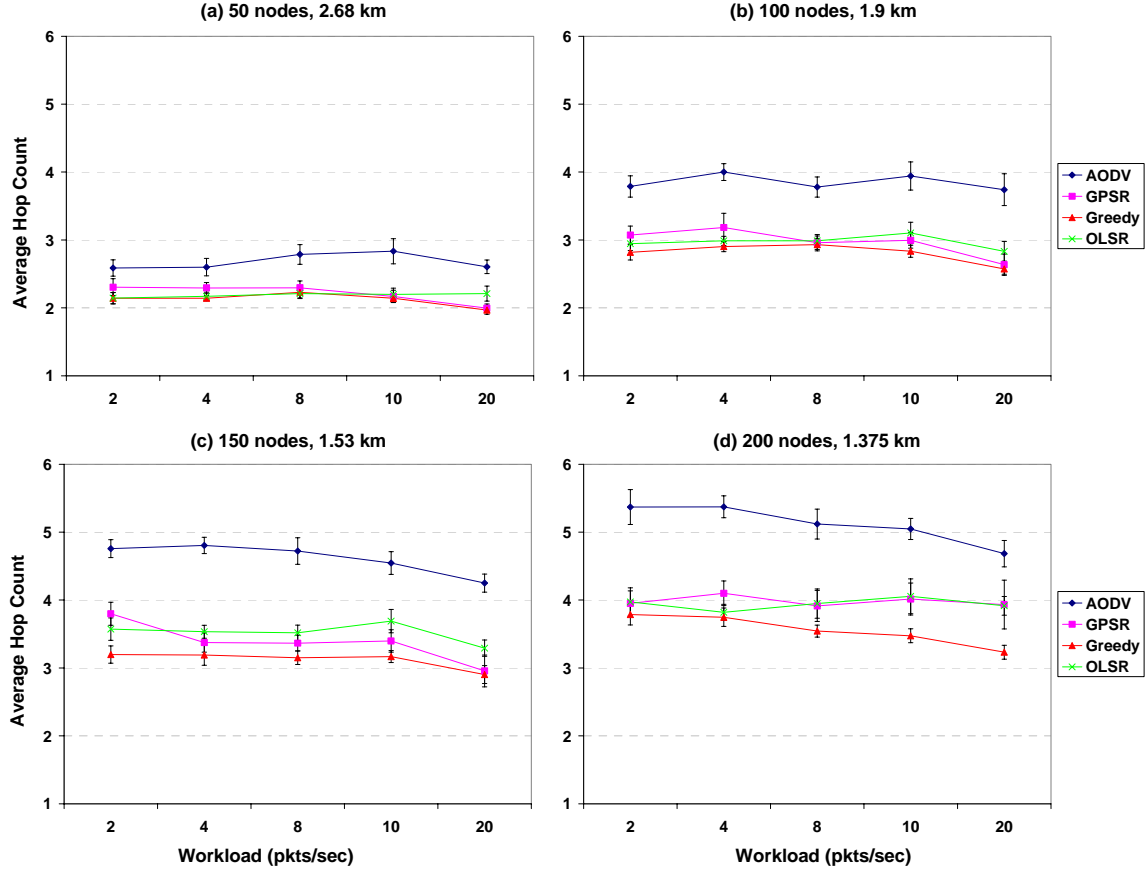 (a) 50 nodes, 2.68 km
(b) 100 nodes, 1.9 km
6
5
4
3
2
1
Average Hop Count
2 4 8 10 20
6
5
4
3
2
1
2 4 8 10 20
AODV
GPSR
Greedy
OLSR
(c) 150 nodes, 1.53 km
(d) 200 nodes, 1.375 km
6
5
4
3
2
1
Average Hop Count
2 4 8 10 20
Workload (pkts/sec)
6
5
4
3
2
1
2 4 8 10 20
Workload (pkts/sec)
AODV
GPSR
Greedy
OLSR